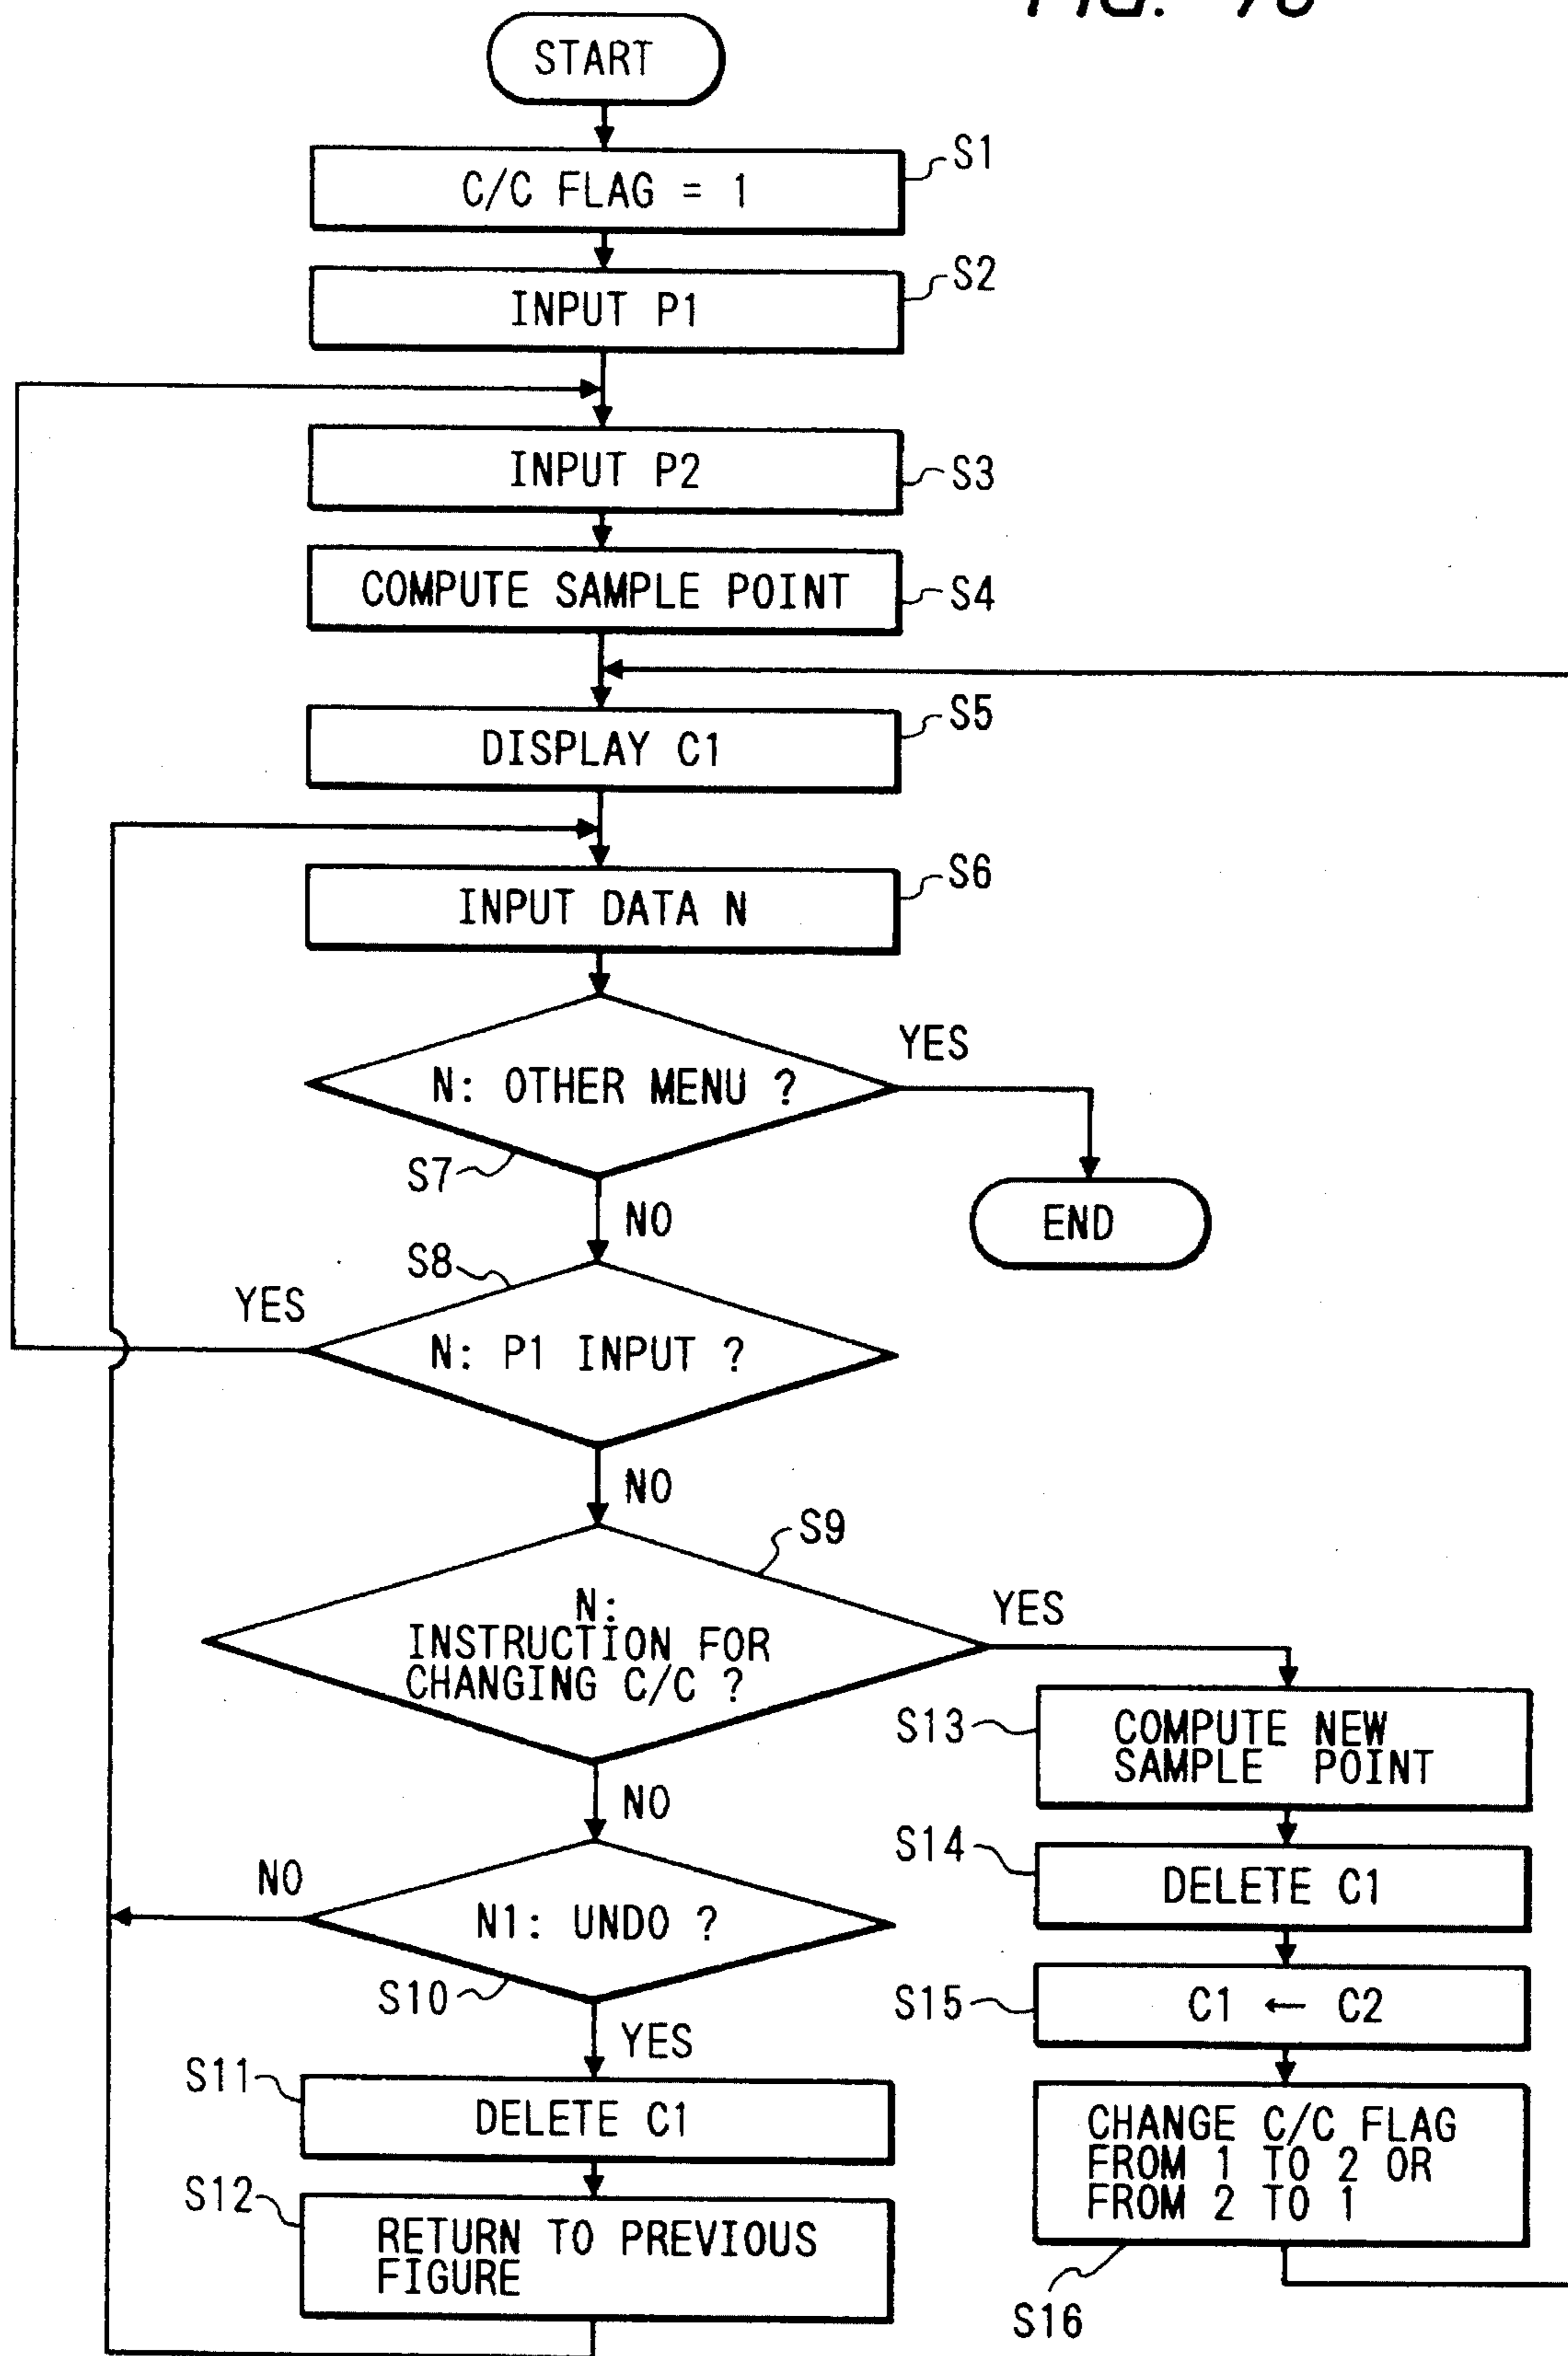 START
C/C FLAG = 1
S1
INPUT P1
S2
INPUT P2
S3
COMPUTE SAMPLE POINT
S4
DISPLAY C1
S5
INPUT DATA N
S6
N: OTHER MENU ?
YES
S7
NO
END
S8
YES
N: P1 INPUT ?
NO
S9
N:
INSTRUCTION FOR
CHANGING C/C ?
YES
S13
COMPUTE NEW
SAMPLE POINT
NO
S14
DELETE C1
NO
N1: UNDO ?
S10
S15
C1 ← C2
YES
S11
DELETE C1
CHANGE C/C FLAG
FROM 1 TO 2 OR
FROM 2 TO 1
S12
RETURN TO PREVIOUS
FIGURE
S16